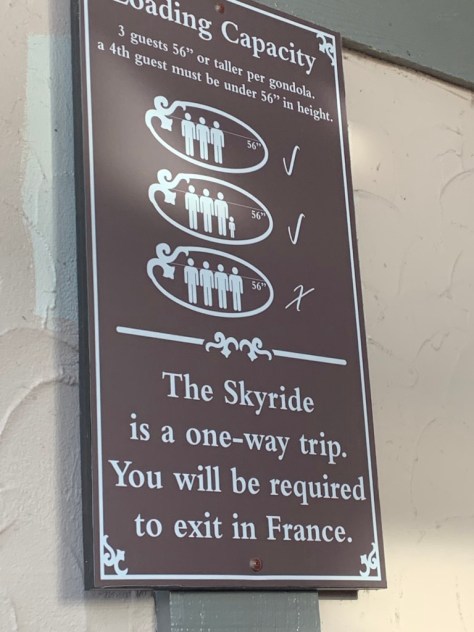 Loading Capacity
3 guests 56" or taller per gondola.
a 4th guest must be under 56" in height.
56"
56"
56"
The Skyride
is a one-way trip.
You will be required
to exit in France.